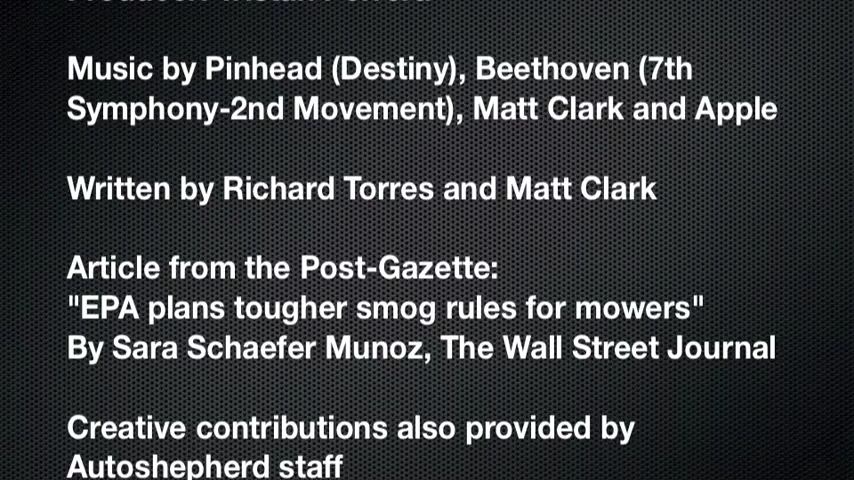 Music by Pinhead (Destiny), Beethoven (7th
Symphony-2nd Movement), Matt Clark and Apple
Written by Richard Torres and Matt Clark
Article from the Post-Gazette:
"EPA plans tougher smog rules for mowers"
By Sara Schaefer Munoz, The Wall Street Journal
Creative contributions also provided by
Autoshepherd staff